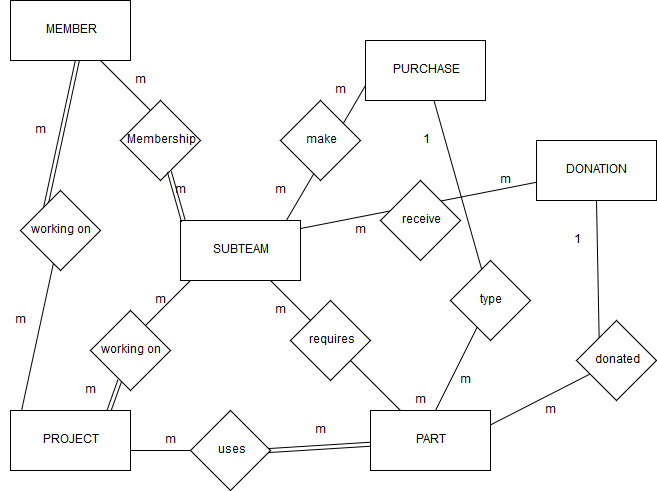 MEMBER
PURCHASE
m
m
m
Membership
make
1
DONATION
m
m
m
working on
SUBTEAM
m
receive
1
m
m
type
m
m
working on
requires
donated
m
m
m
m
PROJECT
m
uses
m
PART